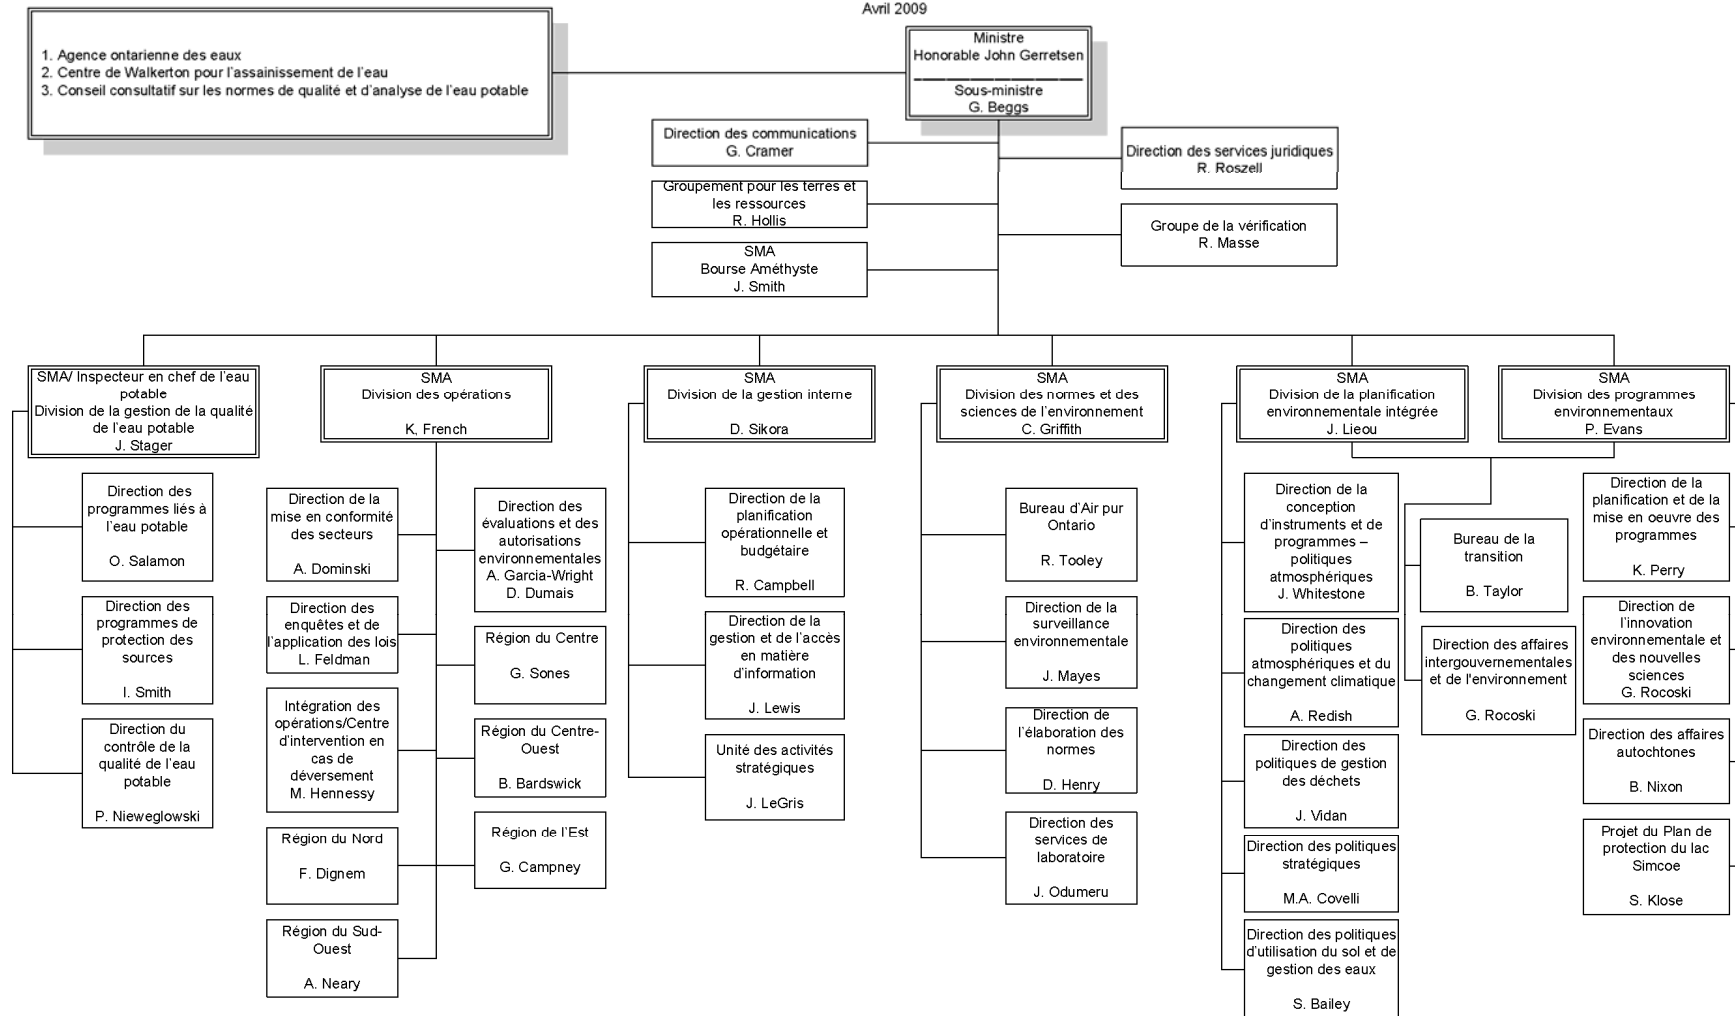 Avril 2009
1. Agence ontarienne des eaux
2. Centre de Walkerton pour l'assainissement de l'eau
3. Conseil consultatif sur les normes de qualité et d'analyse de l'eau potable
Ministre
Honorable John Gerretsen
Sous-ministre
G. Beggs
Direction des communications
G. Cramer
Direction des services juridiques
R. Roszell
Groupement pour les terres et
les ressources
R. Hollis
Groupe de la vérification
R. Masse
SMA
Bourse Améthyste
J. Smith
SMA/ Inspecteur en chef de l'eau
potable
Division de la gestion de la qualité
de l'eau potable
J. Stager
SMA
Division des opérations
K. French
SMA
Division de la gestion interne
D. Sikora
SMA
Division des normes et des
sciences de l'environnement
C. Griffith
SMA
Division de la planification
environnementale intégrée
J. Lieou
SMA
Division des programmes
environnementaux
P. Evans
Direction des
programmes liés à
l'eau potable
O. Salamon
Direction des
programmes de
protection des
sources
I. Smith
Direction du
contrôle de la
qualité de l'eau
potable
P. Nieweglowski
Direction de la
mise en conformité
des secteurs
A. Dominski
Direction des
enquêtes et de
l'application des lois
L. Feldman
Intégration des
opérations/Centre
d'intervention en
cas de
déversement
M. Hennessy
Région du Nord
F. Dignem
Région du Sud-
Ouest
A. Neary
Direction des
évaluations et des
autorisations
environnementales
A. Garcia-Wright
D. Dumais
Région du Centre
G. Sones
Région du Centre-
Ouest
B. Bardswick
Région de l'Est
G. Campney
Direction de la
planification
opérationnelle et
budgétaire
R. Campbell
Direction de la
gestion et de l'accès
en matière
d'information
J. Lewis
Unité des activités
stratégiques
J. LeGris
Bureau d'Air pur
Ontario
R. Tooley
Direction de la
surveillance
environnementale
J. Mayes
Direction de
l'élaboration des
normes
D. Henry
Direction des
services de
laboratoire
J. Odumeru
Direction de la
conception
d'instruments et de
programmes –
politiques
atmosphériques
J. Whitestone
Direction des
politiques
atmosphériques et du
changement climatique
A. Redish
Direction des
politiques de gestion
des déchets
J. Vidan
Direction des politiques
stratégiques
M.A. Covelli
Direction des politiques
d'utilisation du sol et de
gestion des eaux
S. Bailey
Bureau de la
transition
B. Taylor
Direction des affaires
intergouvernementales
et de l'environnement
G. Rocoski
Direction de la
planification et de la
mise en oeuvre des
programmes
K. Perry
Direction de
l'innovation
environnementale et
des nouvelles
sciences
G. Rocoski
Direction des affaires
autochtones
B. Nixon
Projet du Plan de
protection du lac
Simcoe
S. Klose